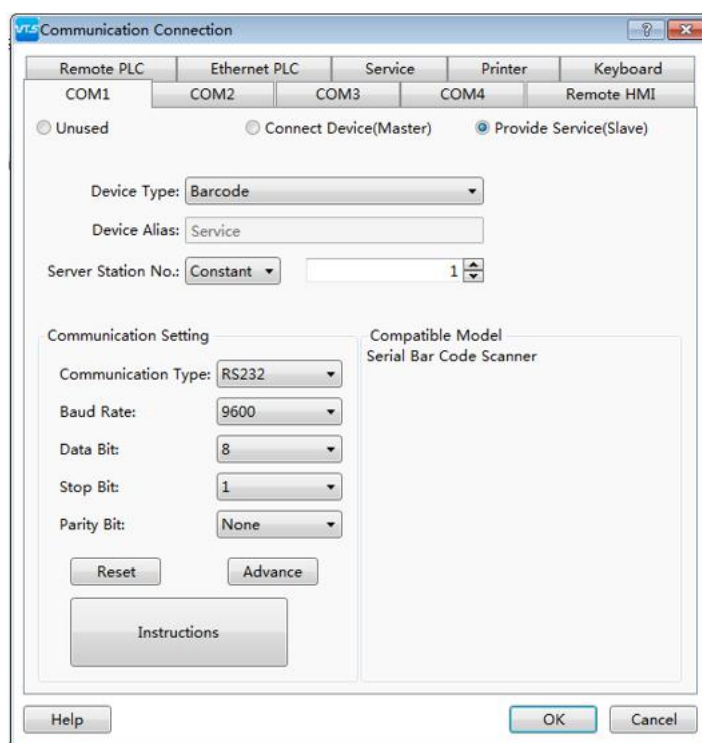 VTS Communication Connection
Remote PLC Ethernet PLC Service Printer Keyboard
COM1 COM2 COM3 COM4 Remote HMI
Unused Connect Device(Master) Provide Service(Slave)
Device Type: Barcode
Device Alias: Service
Server Station No.: Constant 1
Communication Setting
Communication Type: RS232
Baud Rate: 9600
Data Bit: 8
Stop Bit: 1
Parity Bit: None
Reset Advance
Instructions
Compatible Model
Serial Bar Code Scanner
Help OK Cancel